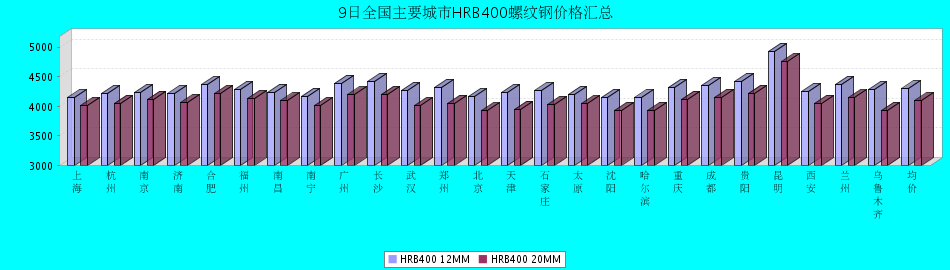 9日全国主要城市HRB400螺纹钢价格汇总
5000
4500
4000
3500
3000
上海
杭州
南京
济南
合肥
福州
南昌
南宁
广州
长沙
武汉
郑州
北京
天津
石家庄
太原
沈阳
哈尔滨
重庆
成都
贵阳
昆明
西安
兰州
乌鲁木齐
均价
HRB400 12MM HRB400 20MM